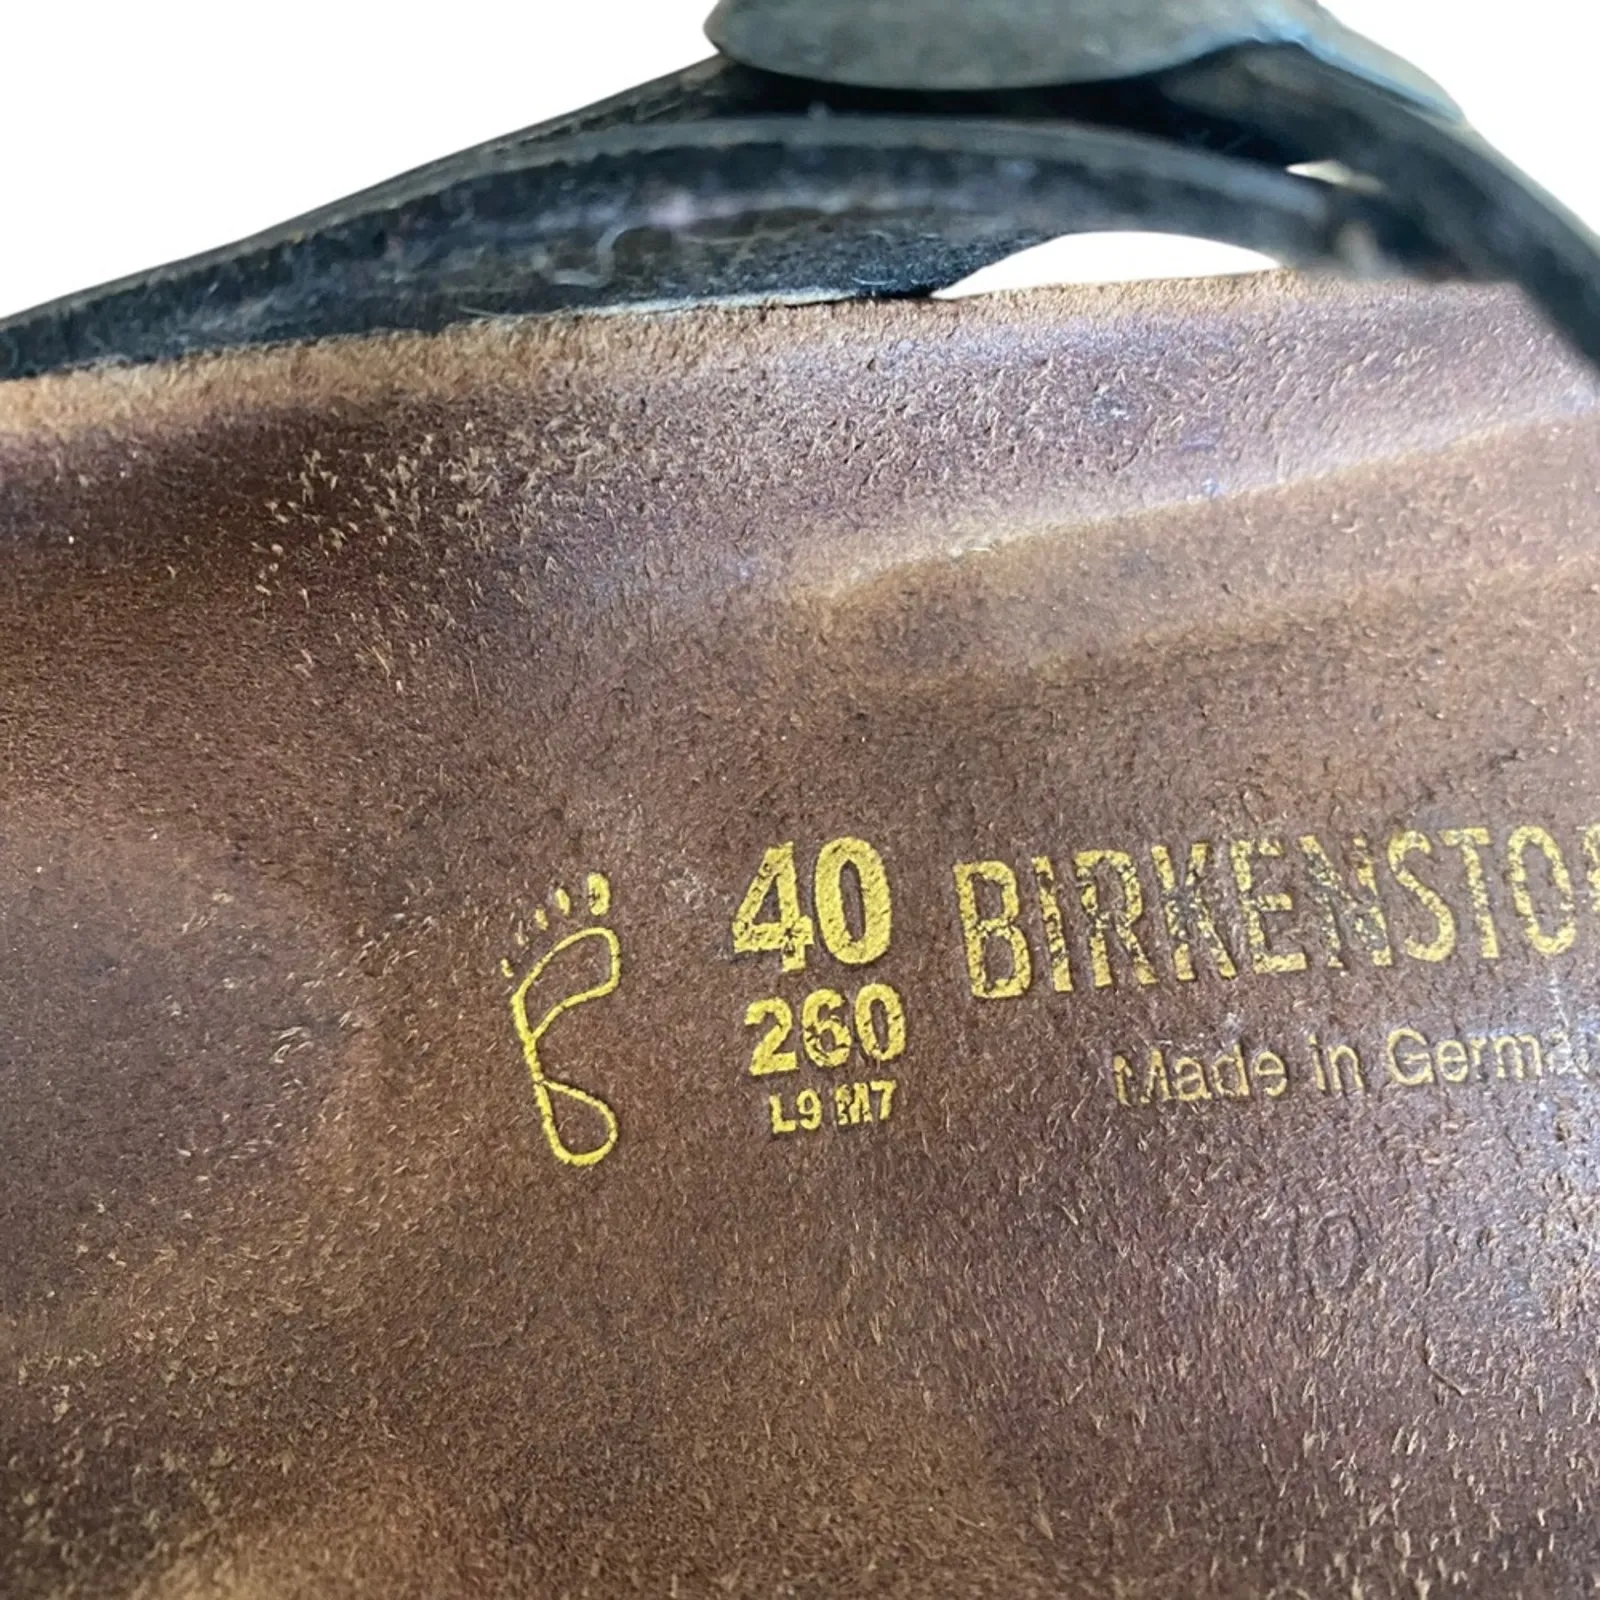 40 BIRKENSTO
260 Made in Germa
L9 M7